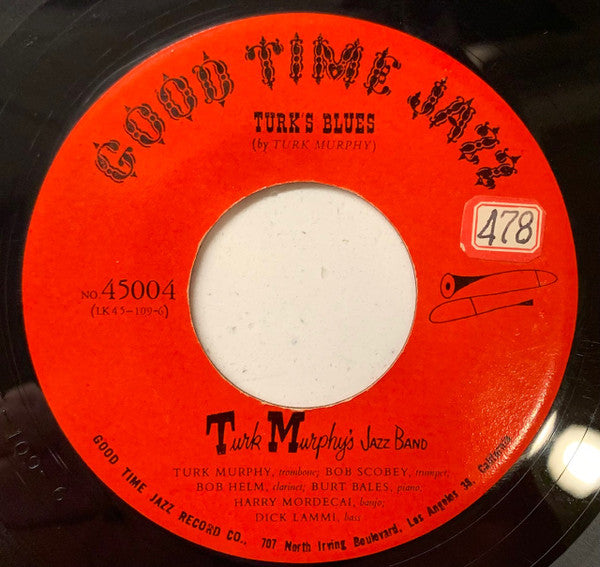 GOOD TIME JAZZ
TURK'S BLUES
(by TURK MURPHY)
478
NO. 45004
(LK45-109-6)
Turk Murphy's JAZZ BAND
TURK MURPHY, trombone; BOB SCOBEY, trumpet;
BOB HELM, clarinet; BURT BALES, piano;
HARRY MORDECAI, banjo;
DICK LAMMI, bass
GOOD TIME JAZZ RECORD CO., 707 North Irving Boulevard, Los Angeles 38, California